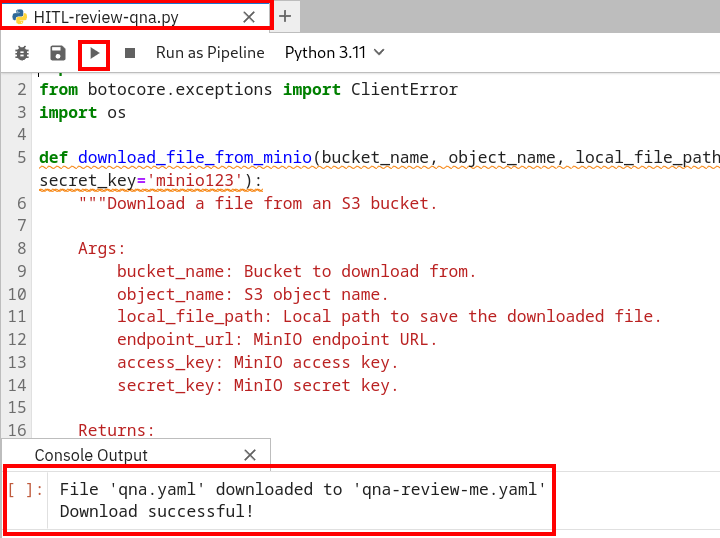 HITL-review-qna.py
Run as Pipeline Python 3.11
2 from botocore.exceptions import ClientError
3 import os
4
5 def download_file_from_minio(bucket_name, object_name, local_file_path
secret_key='minio123'):
6 """Download a file from an S3 bucket.
7
8 Args:
9 bucket_name: Bucket to download from.
10 object_name: S3 object name.
11 local_file_path: Local path to save the downloaded file.
12 endpoint_url: MinIO endpoint URL.
13 access_key: MinIO access key.
14 secret_key: MinIO secret key.
15
16 Returns:
Console Output
[ ]: File 'qna.yaml' downloaded to 'qna-review-me.yaml'
Download successful!